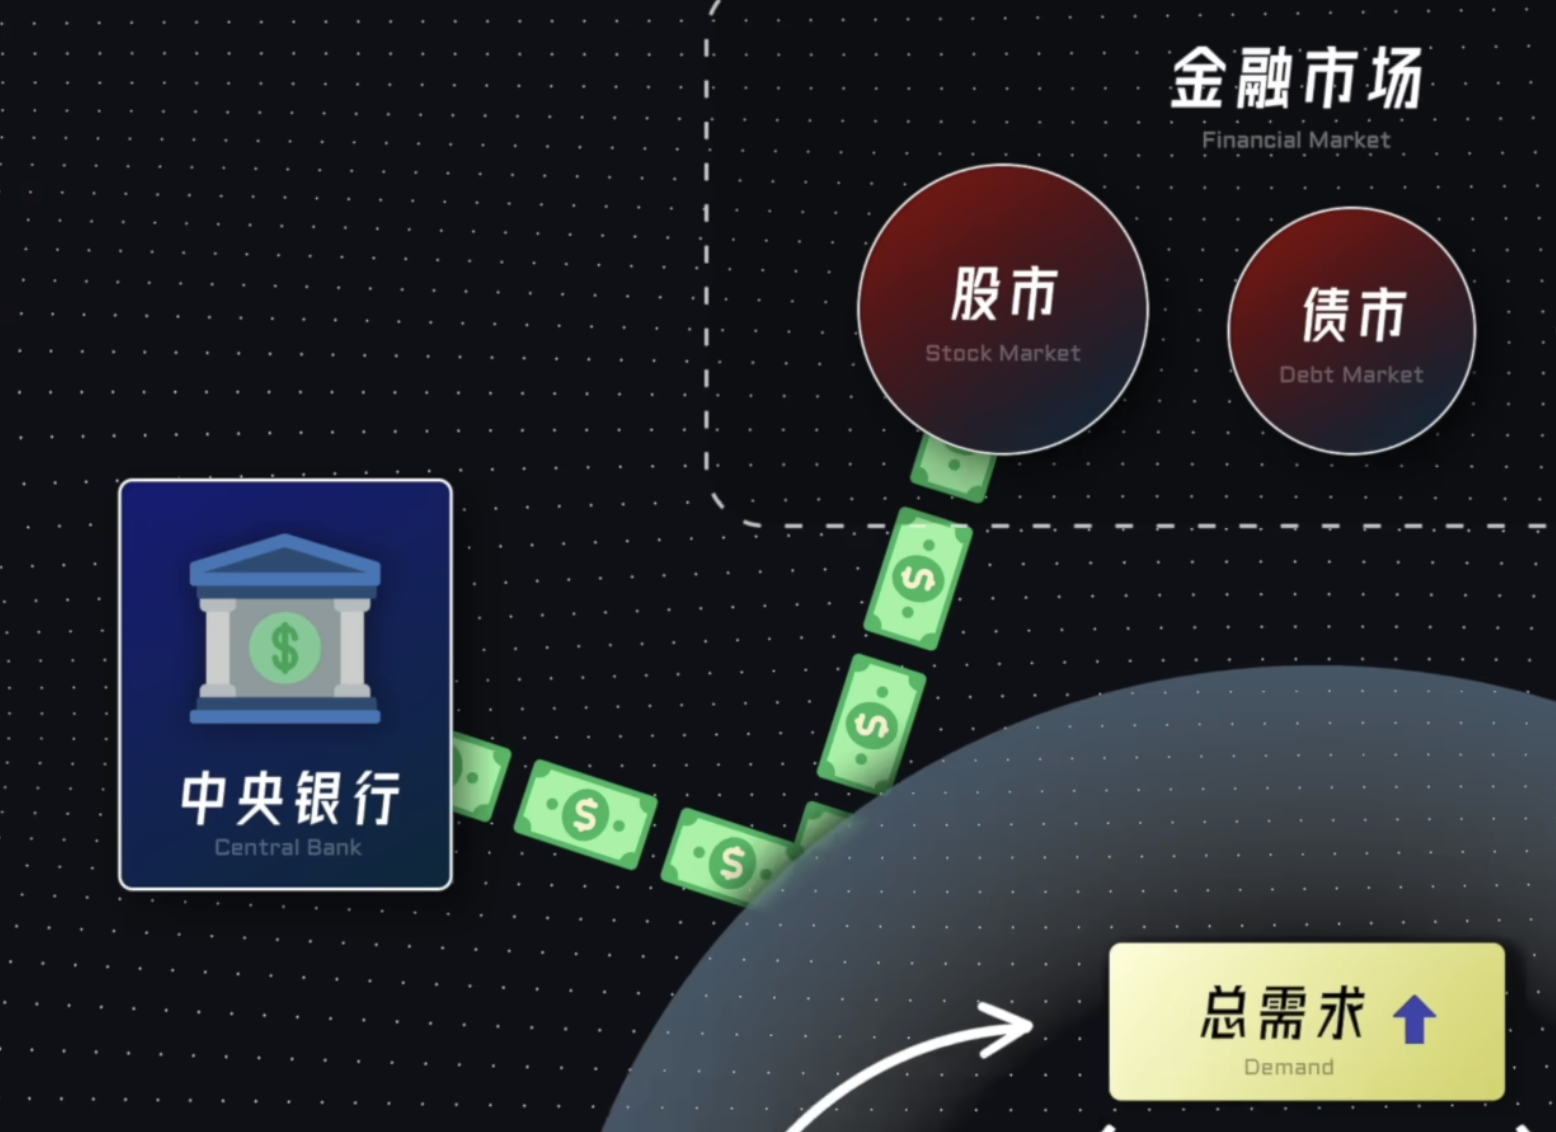 金融市场
Financial Market
股市
Stock Market
债市
Debt Market
$
中央银行
Central Bank
$
$
$
$
总需求
Demand